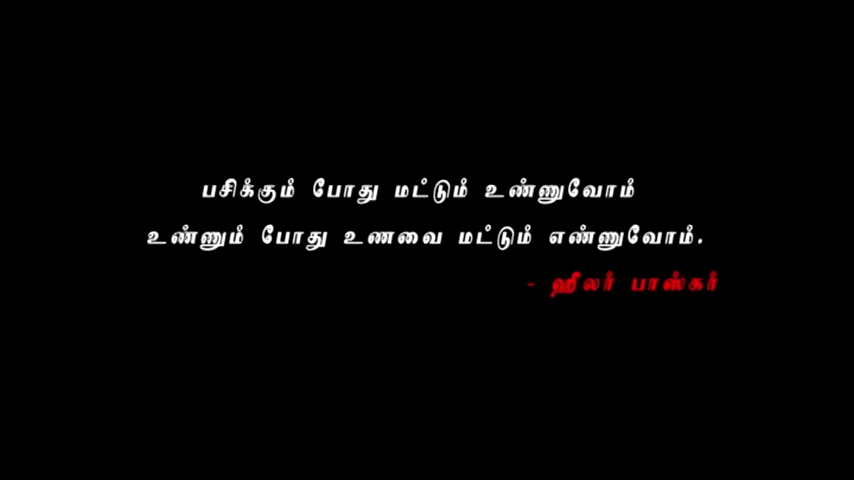 பசிக்கும் போது மட்டும் உண்ணுவோம்
உண்ணும் போது உணவை மட்டும் எண்ணுவோம்.
- ஹீலர் பாஸ்கர்